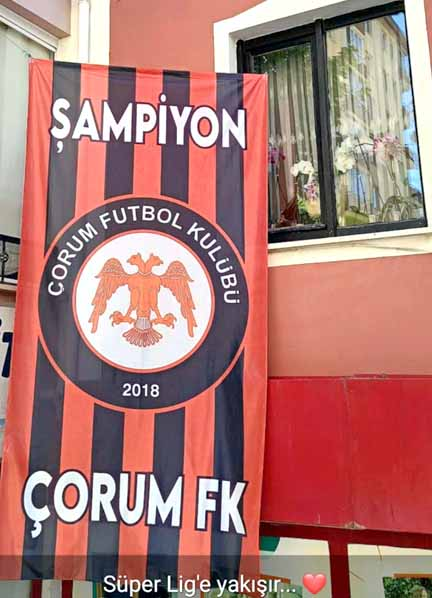 ŞAMPİYON
ÇORUM FUTBOL KULÜBÜ
2018
ÇORUM FK
Süper Lig'e yakışır... ❤️